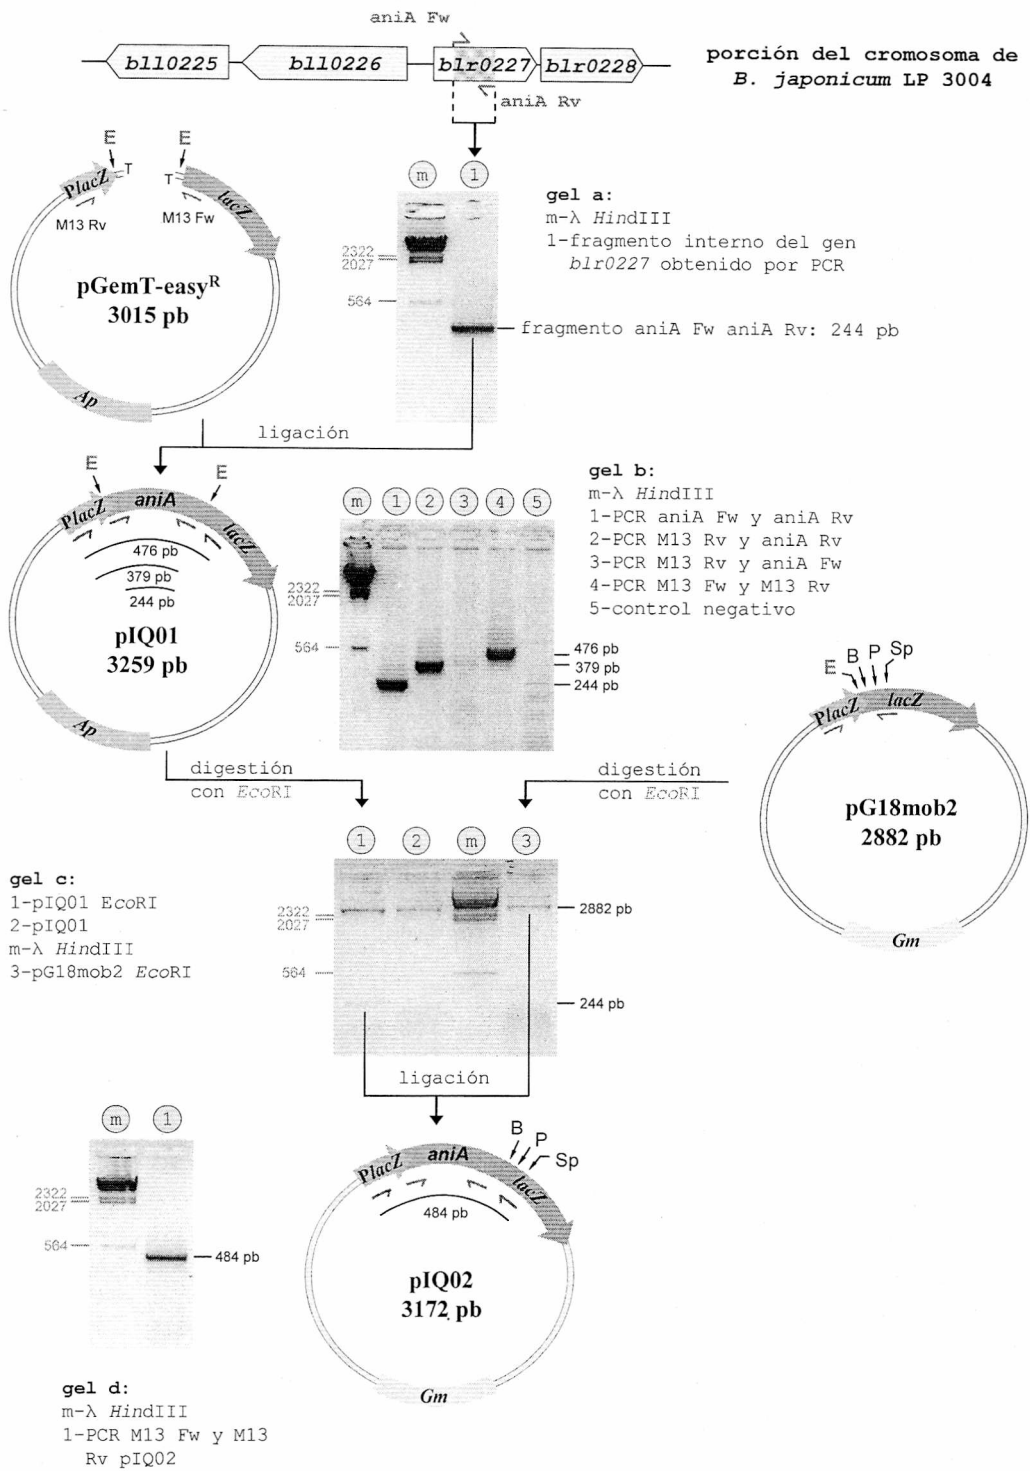 aniA Fw
bll0225
bll0226
blr0227
blr0228
porción del cromosoma de
B. japonicum LP 3004
aniA Rv
E
E
T
T
PlacZ
lacZ
M13 Rv
M13 Fw
pGemT-easyR
3015 pb
Ap
m
1
2322
2027
564
gel a:
m-λ HindIII
1-fragmento interno del gen
blr0227 obtenido por PCR
fragmento aniA Fw aniA Rv: 244 pb
ligación
E
E
PlacZ
aniA
lacZ
476 pb
379 pb
244 pb
pIQ01
3259 pb
Ap
m 1 2 3 4 5
2322
2027
564
476 pb
379 pb
244 pb
gel b:
m-λ HindIII
1-PCR aniA Fw y aniA Rv
2-PCR M13 Rv y aniA Rv
3-PCR M13 Rv y aniA Fw
4-PCR M13 Fw y M13 Rv
5-control negativo
E B P Sp
PlacZ
lacZ
pG18mob2
2882 pb
Gm
digestión
con EcoRI
digestión
con EcoRI
gel c:
1-pIQ01 EcoRI
2-pIQ01
m-λ HindIII
3-pG18mob2 EcoRI
1 2 m 3
2322
2027
564
2882 pb
244 pb
ligación
m 1
2322
2027
564
484 pb
B P Sp
PlacZ
aniA
lacZ
484 pb
pIQ02
3172 pb
Gm
gel d:
m-λ HindIII
1-PCR M13 Fw y M13
Rv pIQ02